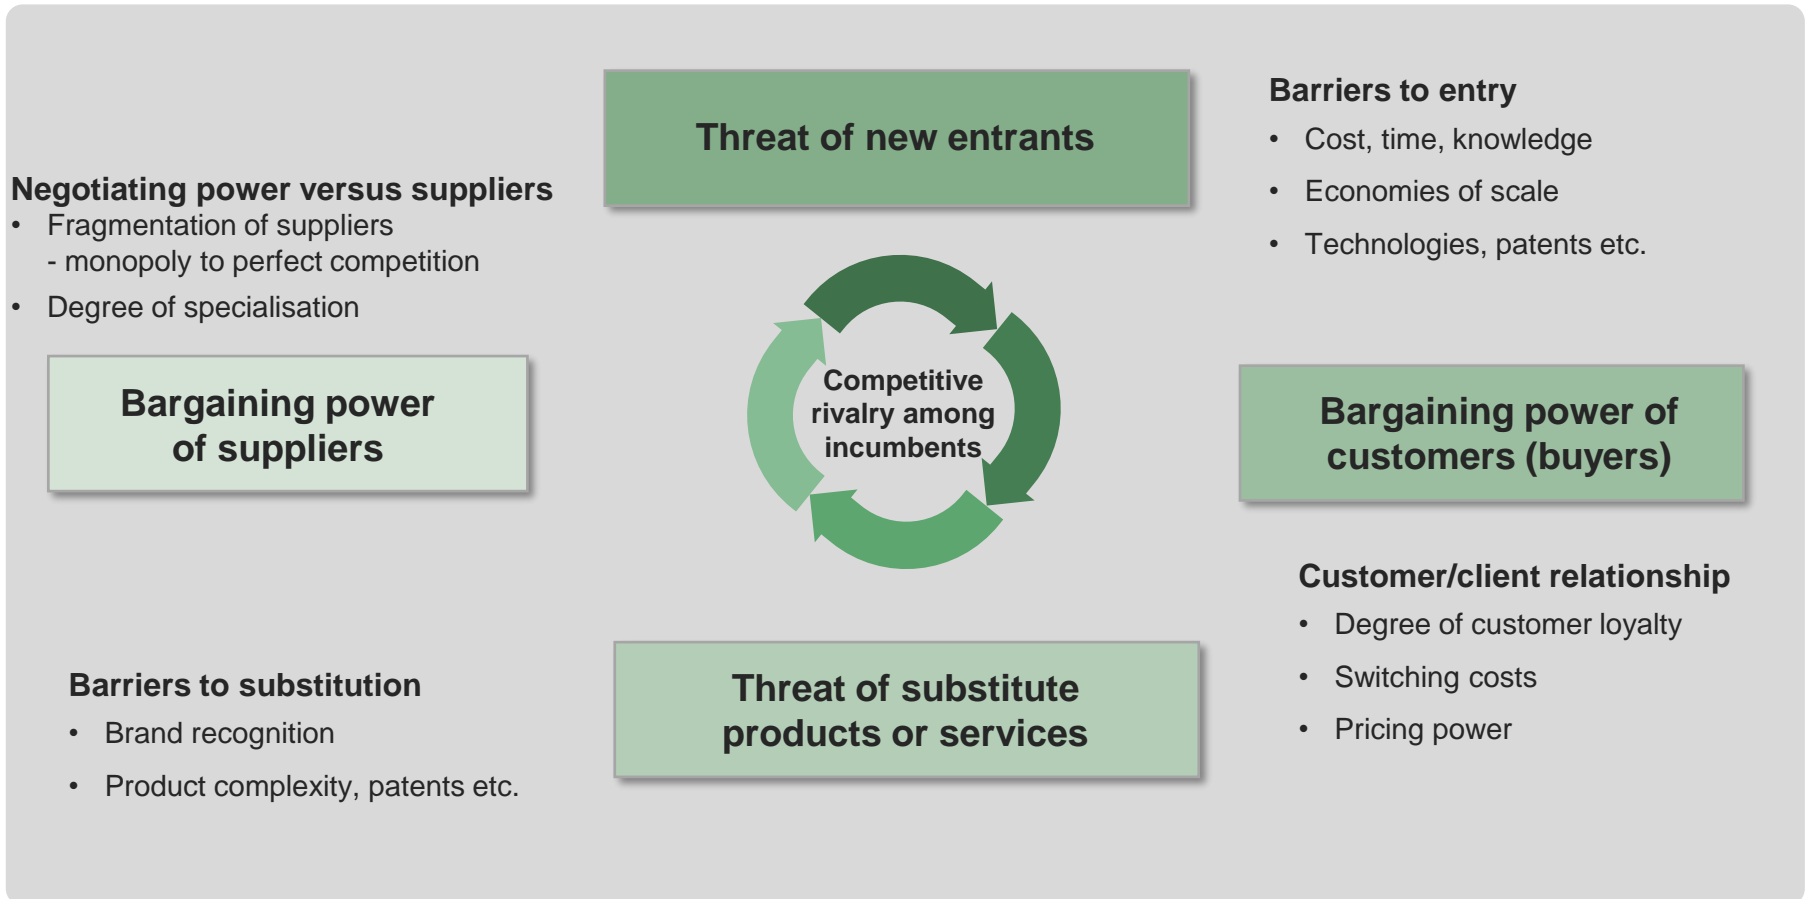 Threat of new entrants
Barriers to entry
• Cost, time, knowledge
• Economies of scale
• Technologies, patents etc.
Negotiating power versus suppliers
• Fragmentation of suppliers
- monopoly to perfect competition
• Degree of specialisation
Bargaining power
of suppliers
Competitive
rivalry among
incumbents
Bargaining power of
customers (buyers)
Customer/client relationship
• Degree of customer loyalty
• Switching costs
• Pricing power
Threat of substitute
products or services
Barriers to substitution
• Brand recognition
• Product complexity, patents etc.